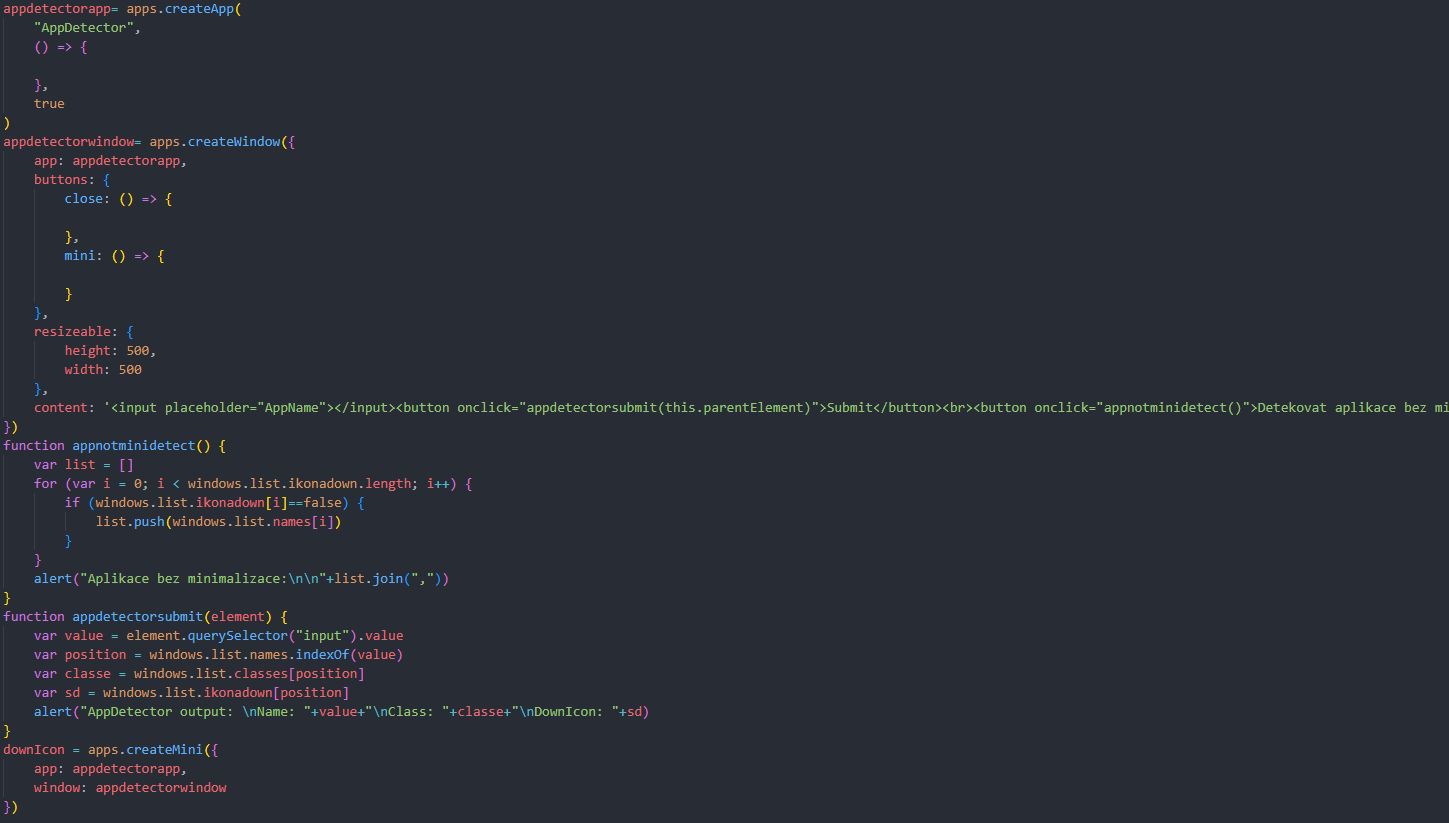 appdetectorapp= apps.createApp(
    "AppDetector",
    () => {

    },
    true
)
appdetectorwindow= apps.createWindow({
    app: appdetectorapp,
    buttons: {
        close: () => {

        },
        mini: () => {

        }
    },
    resizeable: {
        height: 500,
        width: 500
    },
    content: '<input placeholder="AppName"></input><button onclick="appdetectorsubmit(this.parentElement)">Submit</button><br><button onclick="appnotminidetect()">Detekovat aplikace bez mi
})
function appnotminidetect() {
    var list = []
    for (var i = 0; i < windows.list.ikonadown.length; i++) {
        if (windows.list.ikonadown[i]==false) {
            list.push(windows.list.names[i])
        }
    }
    alert("Aplikace bez minimalizace:\n\n"+list.join(","))
}
function appdetectorsubmit(element) {
    var value = element.querySelector("input").value
    var position = windows.list.names.indexOf(value)
    var classe = windows.list.classes[position]
    var sd = windows.list.ikonadown[position]
    alert("AppDetector output: \nName: "+value+"\nClass: "+classe+"\nDownIcon: "+sd)
}
downIcon = apps.createMini({
    app: appdetectorapp,
    window: appdetectorwindow
})